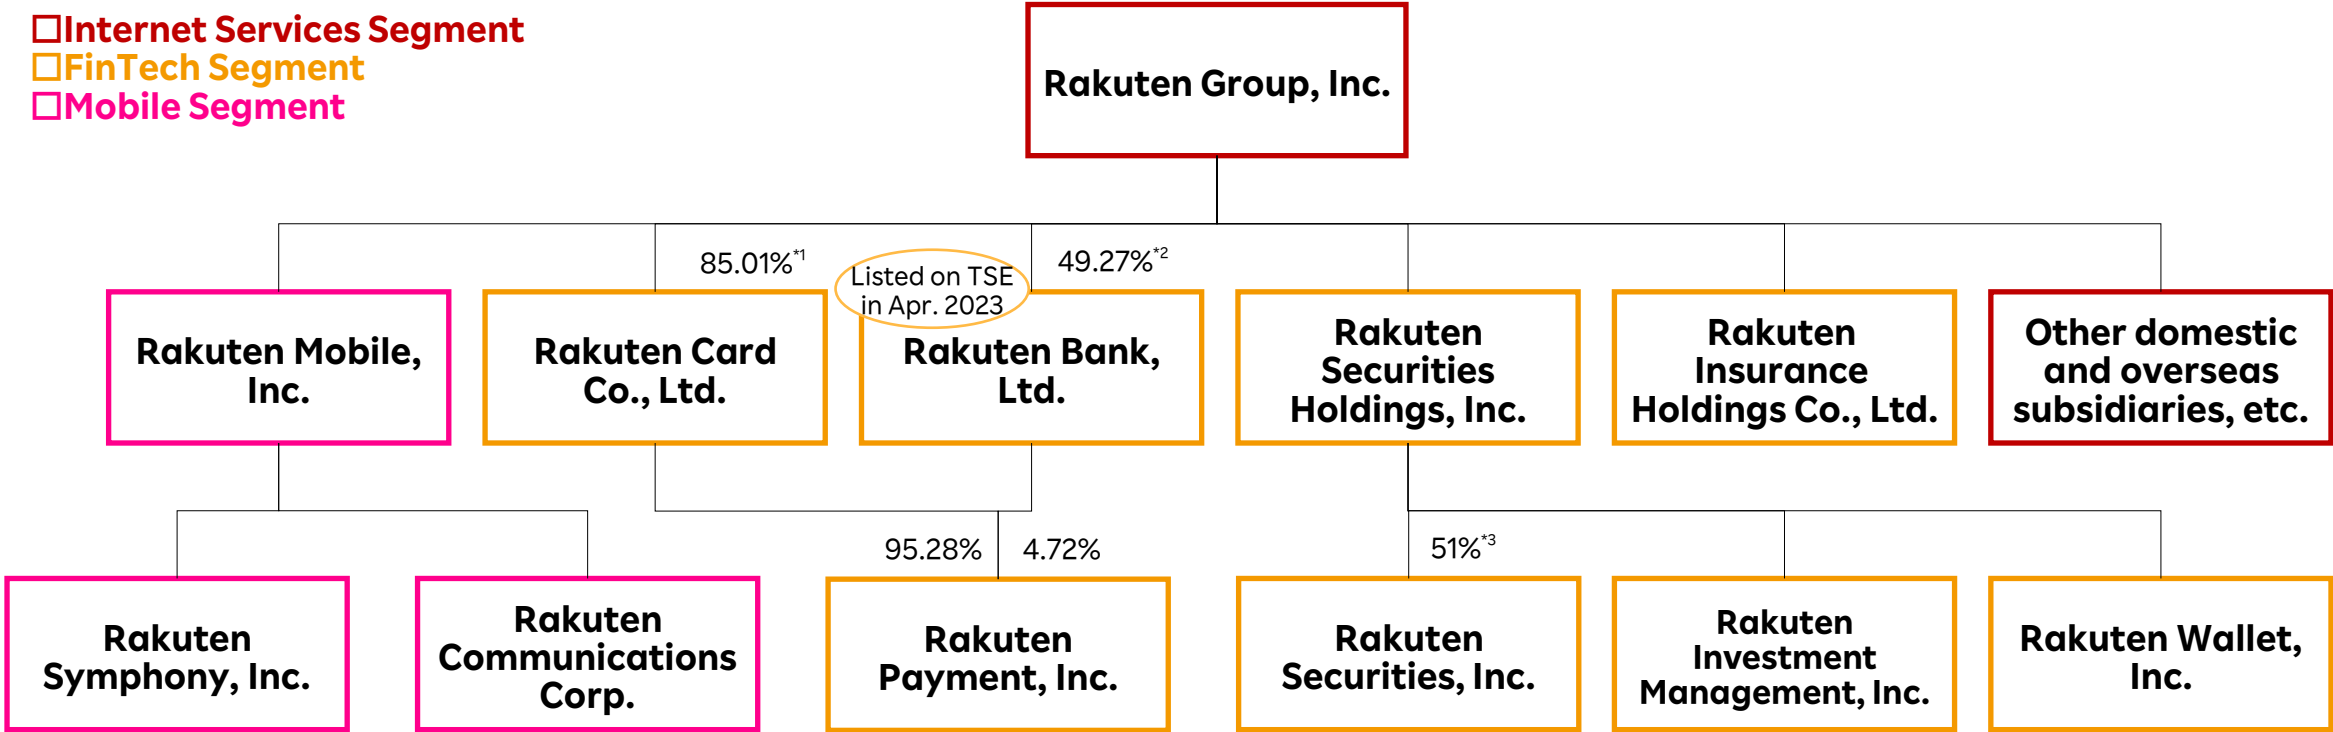 □Internet Services Segment
□FinTech Segment
□Mobile Segment
Rakuten Group, Inc.
85.01%*1
Listed on TSE
in Apr. 2023
49.27%*2
Rakuten Mobile,
Inc.
Rakuten Card
Co., Ltd.
Rakuten Bank,
Ltd.
Rakuten
Securities
Holdings, Inc.
Rakuten
Insurance
Holdings Co., Ltd.
Other domestic
and overseas
subsidiaries, etc.
95.28%
4.72%
51%*3
Rakuten
Symphony, Inc.
Rakuten
Communications
Corp.
Rakuten
Payment, Inc.
Rakuten
Securities, Inc.
Rakuten
Investment
Management, Inc.
Rakuten Wallet,
Inc.